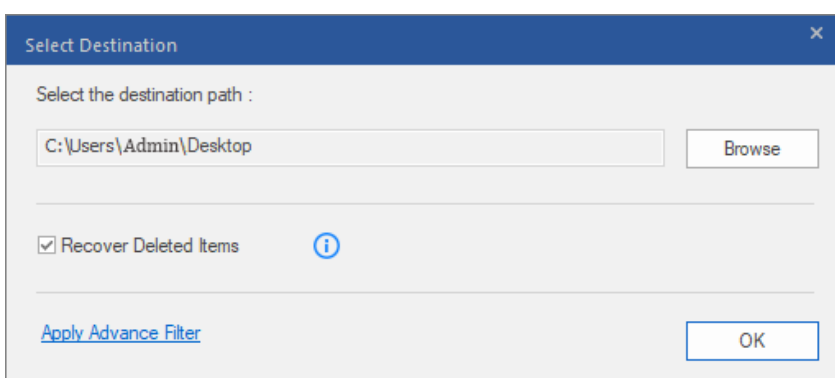 Select Destination
Select the destination path :
C:\Users\Admin\Desktop
Browse
Recover Deleted Items
Apply Advance Filter
OK